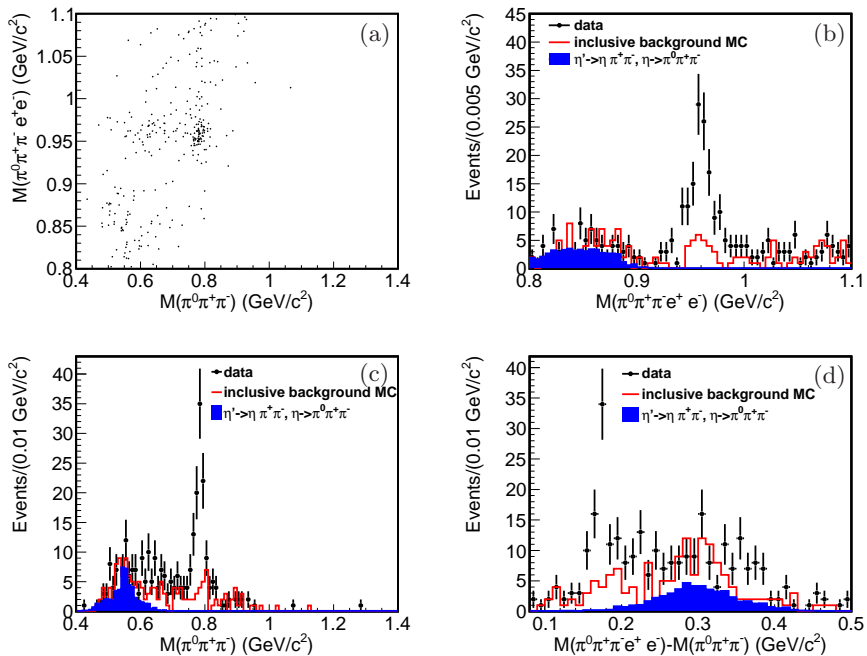 (a)
M(π⁰π⁺π⁻ e⁺e⁻) (GeV/c²)
1.1
1
0.95
0.9
0.85
0.8
0.4 0.6 0.8 1 1.2 1.4
M(π⁰π⁺π⁻) (GeV/c²)
(b)
data
inclusive background MC
η'->η π⁺π⁻, η->π⁰π⁺π⁻
Events/(0.005 GeV/c²)
45
40
35
30
25
20
15
10
5
0
0.8 0.9 1 1.1
M(π⁰π⁺π⁻e⁺ e⁻) (GeV/c²)
(c)
data
inclusive background MC
η'->η π⁺π⁻, η->π⁰π⁺π⁻
Events/(0.01 GeV/c²)
40
35
30
25
20
15
10
5
0
0.4 0.6 0.8 1 1.2 1.4
M(π⁰π⁺π⁻) (GeV/c²)
(d)
data
inclusive background MC
η'->η π⁺π⁻, η->π⁰π⁺π⁻
Events/(0.01 GeV/c²)
40
35
30
25
20
15
10
5
0
0.1 0.2 0.3 0.4 0.5
M(π⁰π⁺π⁻e⁺ e⁻)-M(π⁰π⁺π⁻) (GeV/c²)